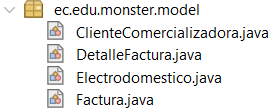 ec.edu.monster.model
ClienteComercializadora.java
DetalleFactura.java
Electrodomestico.java
Factura.java